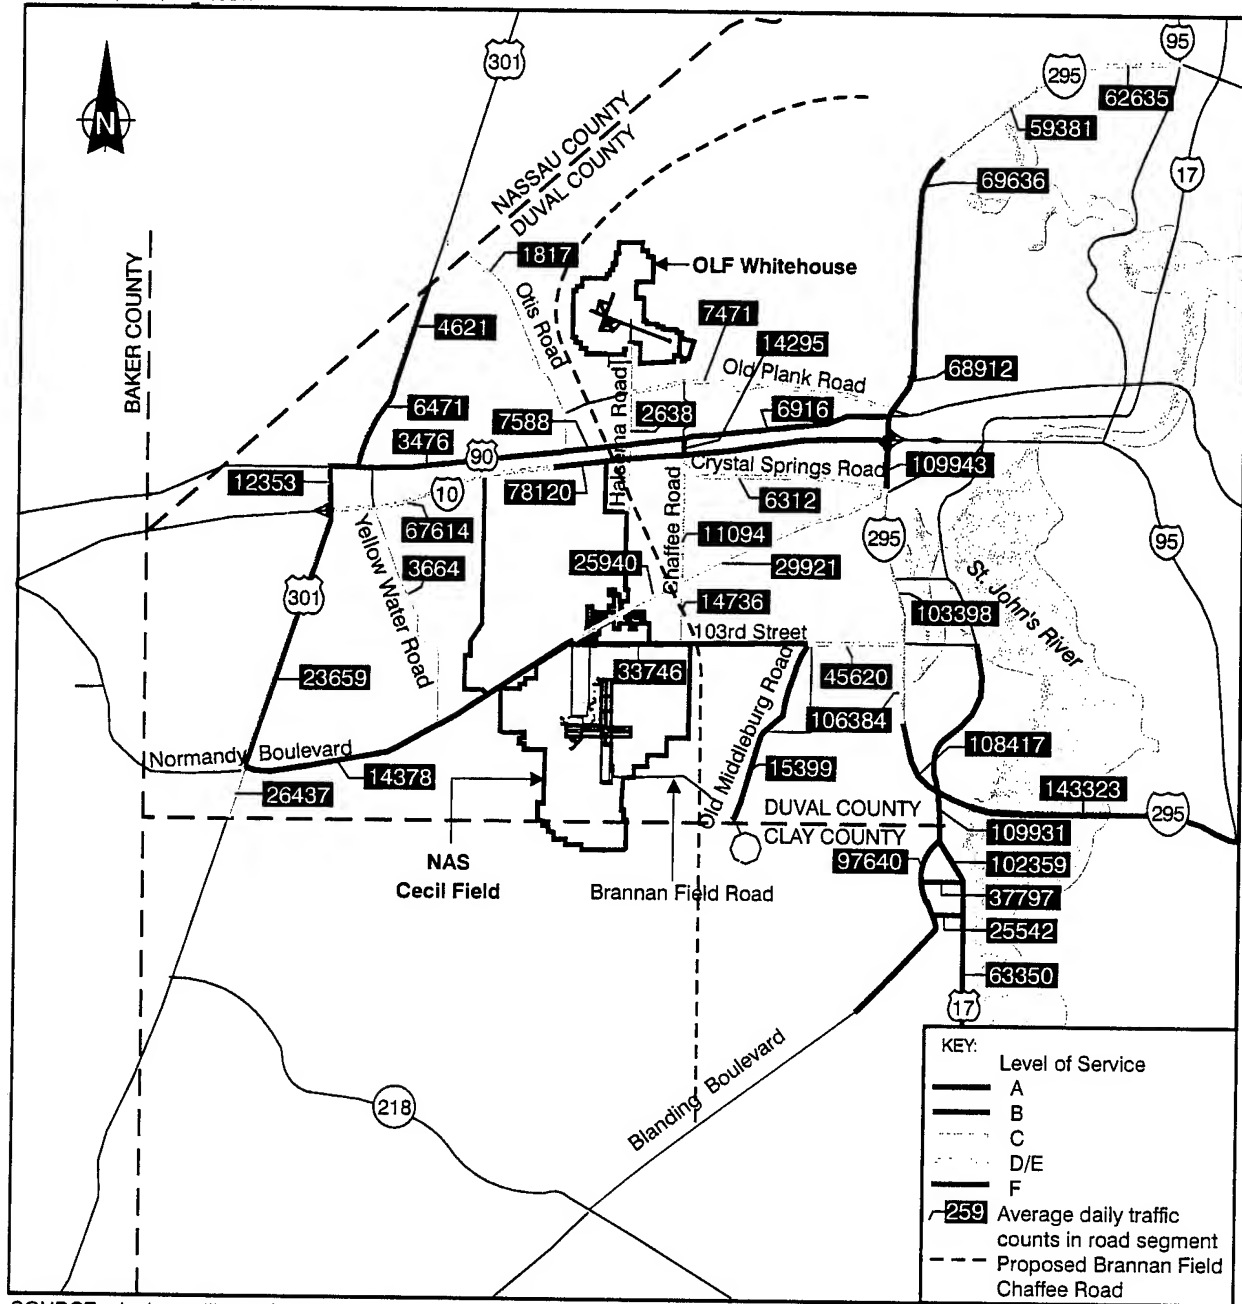 301
95
295
62635
59381
N
NASSAU COUNTY
DUVAL COUNTY
17
69636
1817
OLF Whitehouse
BAKER COUNTY
Otis Road
4621
7471
14295
Old Plank Road
68912
6471
7588
2638
6916
3476
90
Halsema Road
Crystal Springs Road
109943
12353
10
78120
6312
67614
Chaffee Road
11094
295
95
Yellow Water Road
3664
25940
29921
St. John's River
301
14736
103398
103rd Street
23659
33746
45620
Old Middleburg Road
106384
Normandy Boulevard
14378
15399
108417
26437
143323
DUVAL COUNTY
CLAY COUNTY
295
109931
NAS
Cecil Field
97640
102359
Brannan Field Road
37797
25542
63350
17
Blanding Boulevard
218
KEY:
Level of Service
A
B
C
D/E
F
259 Average daily traffic
counts in road segment
Proposed Brannan Field
Chaffee Road